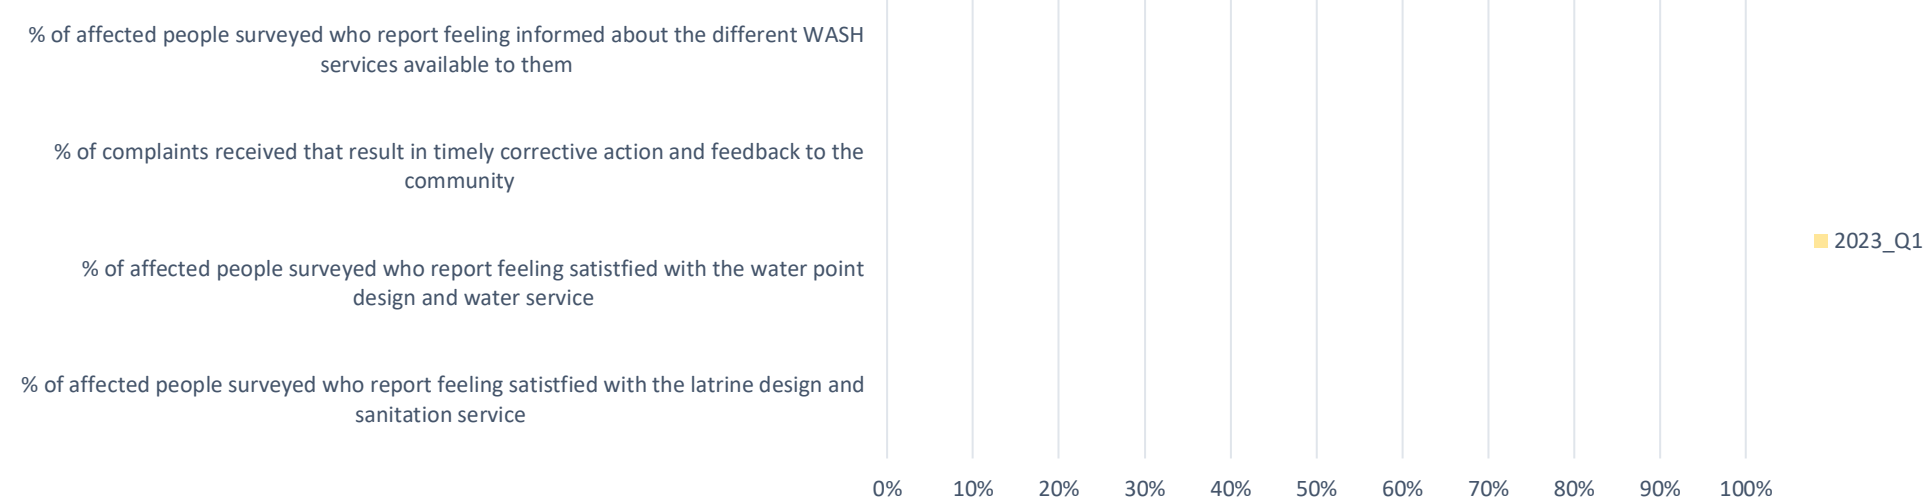 % of affected people surveyed who report feeling informed about the different WASH
services available to them
% of complaints received that result in timely corrective action and feedback to the
community
% of affected people surveyed who report feeling satistfied with the water point
design and water service
% of affected people surveyed who report feeling satistfied with the latrine design and
sanitation service
2023_Q1
0% 10% 20% 30% 40% 50% 60% 70% 80% 90% 100%